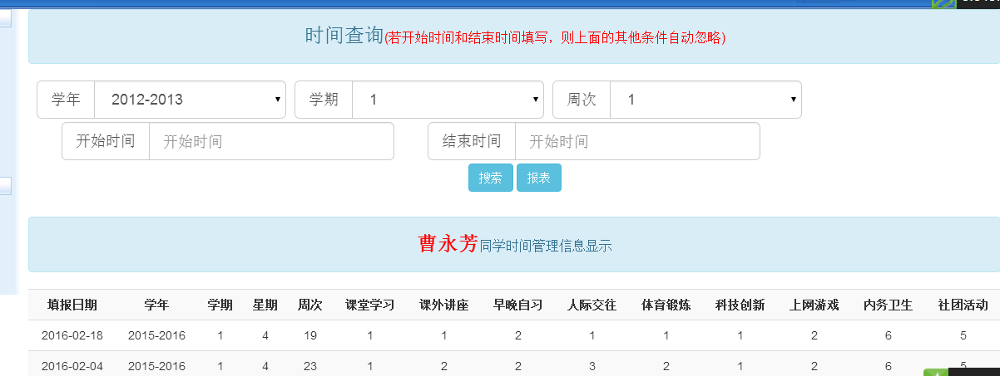 时间查询(若开始时间和结束时间填写，则上面的其他条件自动忽略)
学年 2012-2013 学期 1 周次 1
开始时间 开始时间 结束时间 开始时间
搜索 报表
曹永芳同学时间管理信息显示
填报日期 学年 学期 星期 周次 课堂学习 课外讲座 早晚自习 人际交往 体育锻炼 科技创新 上网游戏 内务卫生 社团活动
2016-02-18 2015-2016 1 4 19 1 1 2 1 1 1 2 6 5
2016-02-04 2015-2016 1 4 23 1 2 2 3 2 1 2 6 5